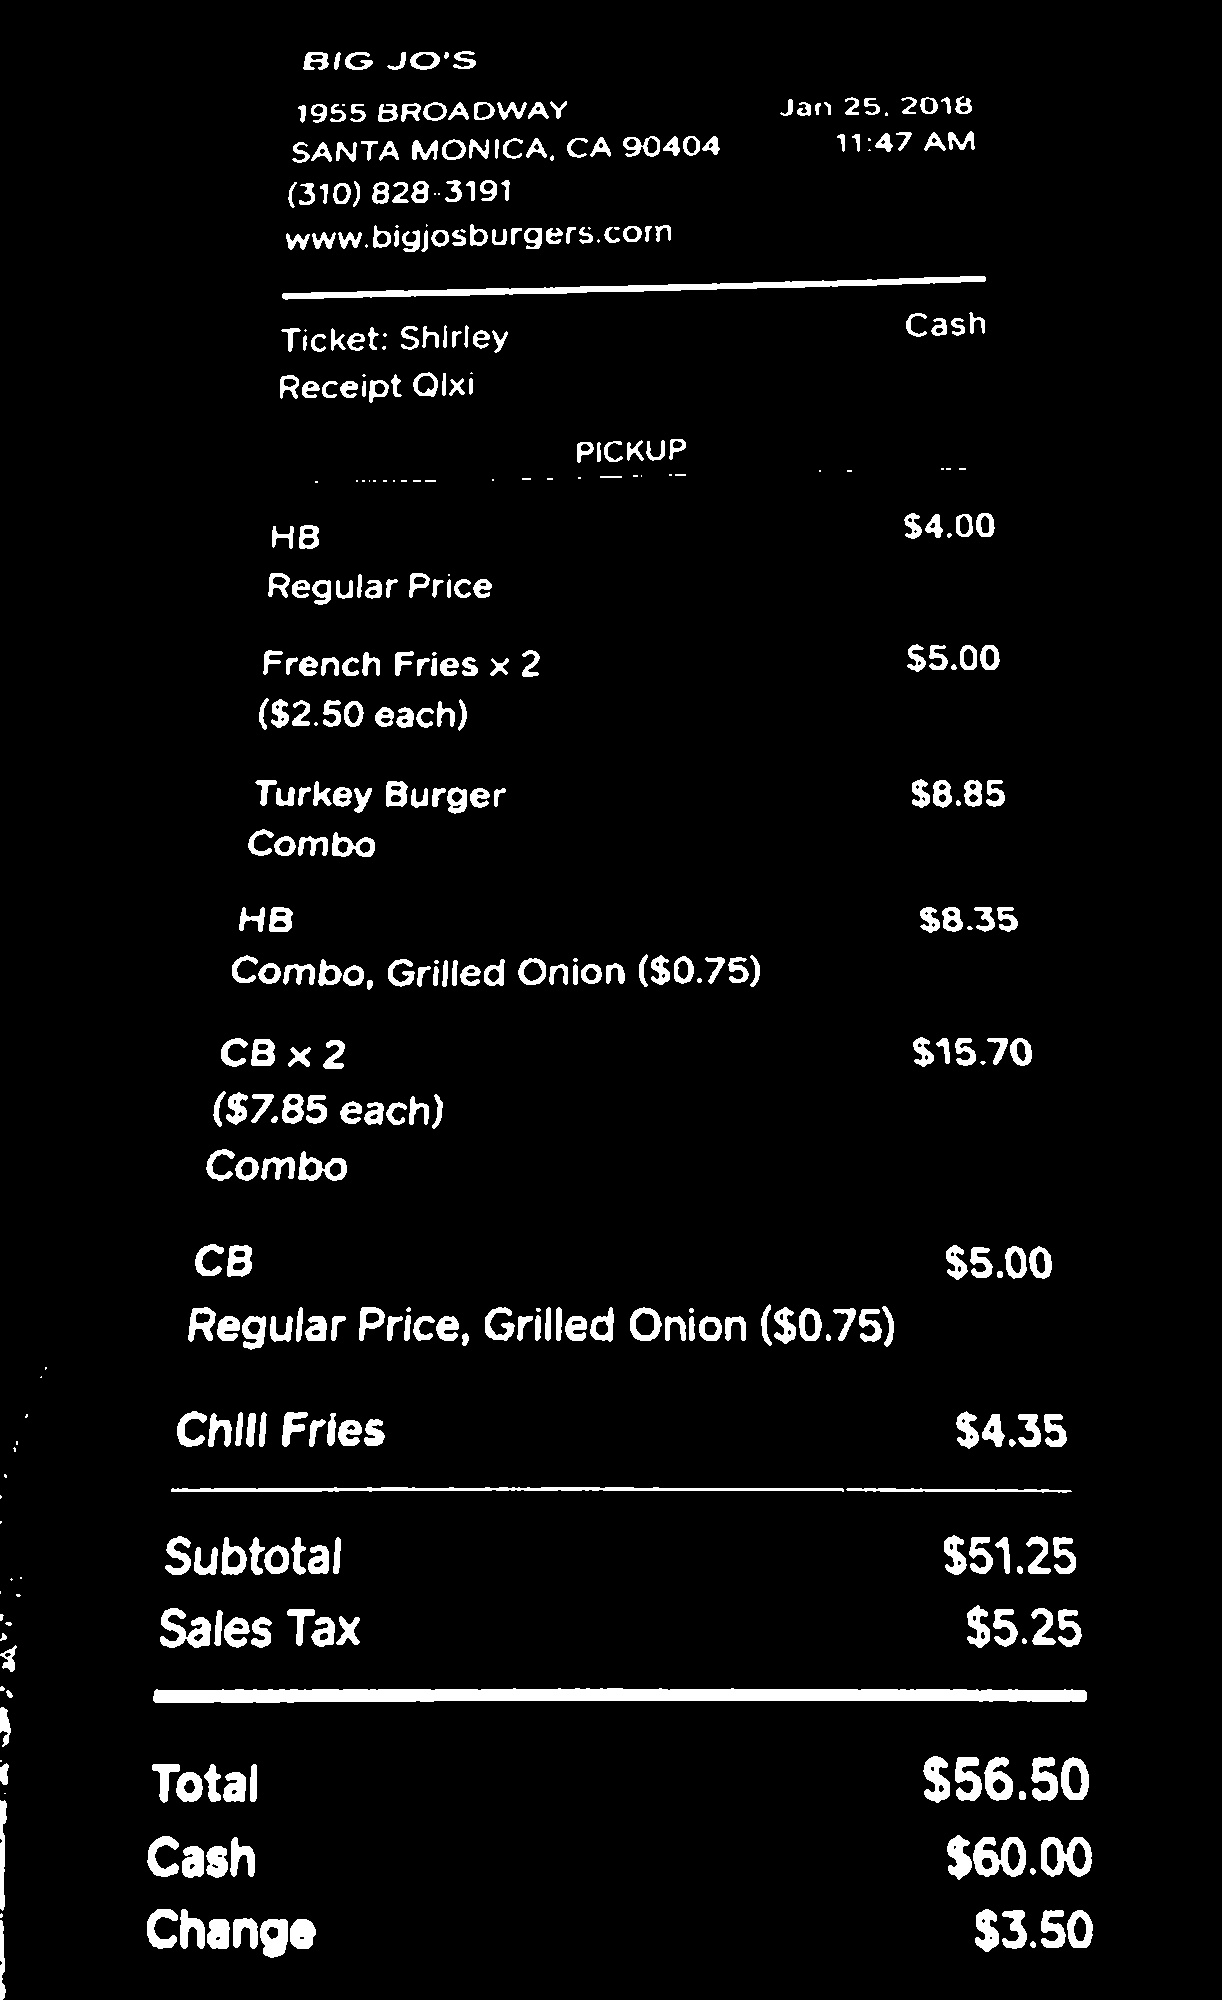 BIG JO'S
1955 BROADWAY Jan 25, 2018
SANTA MONICA, CA 90404 11:47 AM
(310) 828-3191
www.bigjosburgers.com
Ticket: Shirley Cash
Receipt Qlxi
PICKUP
HB $4.00
Regular Price
French Fries x 2 $5.00
($2.50 each)
Turkey Burger $8.85
Combo
HB $8.35
Combo, Grilled Onion ($0.75)
CB x 2 $15.70
($7.85 each)
Combo
CB $5.00
Regular Price, Grilled Onion ($0.75)
Chili Fries $4.35
Subtotal $51.25
Sales Tax $5.25
Total $56.50
Cash $60.00
Change $3.50